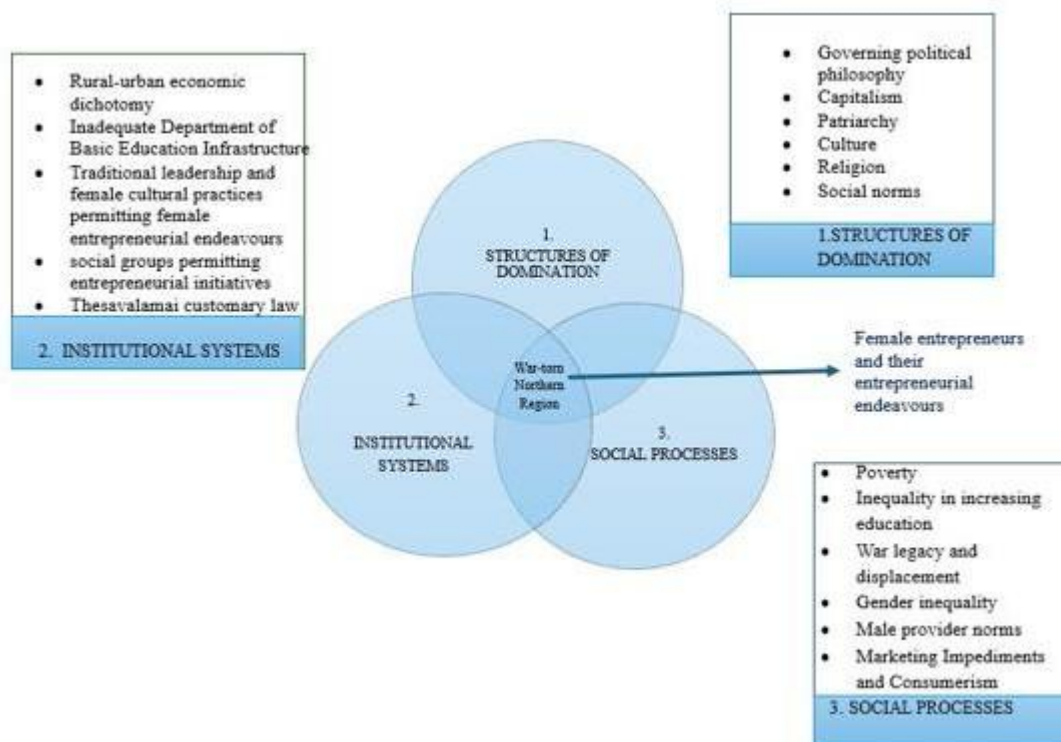 • Rural-urban economic
dichotomy
• Inadequate Department of
Basic Education Infrastructure
• Traditional leadership and
female cultural practices
permitting female
entrepreneurial endeavours
• social groups permitting
entrepreneurial initiatives
• Thesavalamai customary law
2. INSTITUTIONAL SYSTEMS
• Governing political
philosophy
• Capitalism
• Patriarchy
• Culture
• Religion
• Social norms
1.STRUCTURES OF
DOMINATION
1.
STRUCTURES OF
DOMINATION
War-torn
Northern
Region
2.
INSTITUTIONAL
SYSTEMS
3.
SOCIAL PROCESSES
Female entrepreneurs
and their
entrepreneurial
endeavours
• Poverty
• Inequality in increasing
education
• War legacy and
displacement
• Gender inequality
• Male provider norms
• Marketing Impediments
and Consumerism
3. SOCIAL PROCESSES